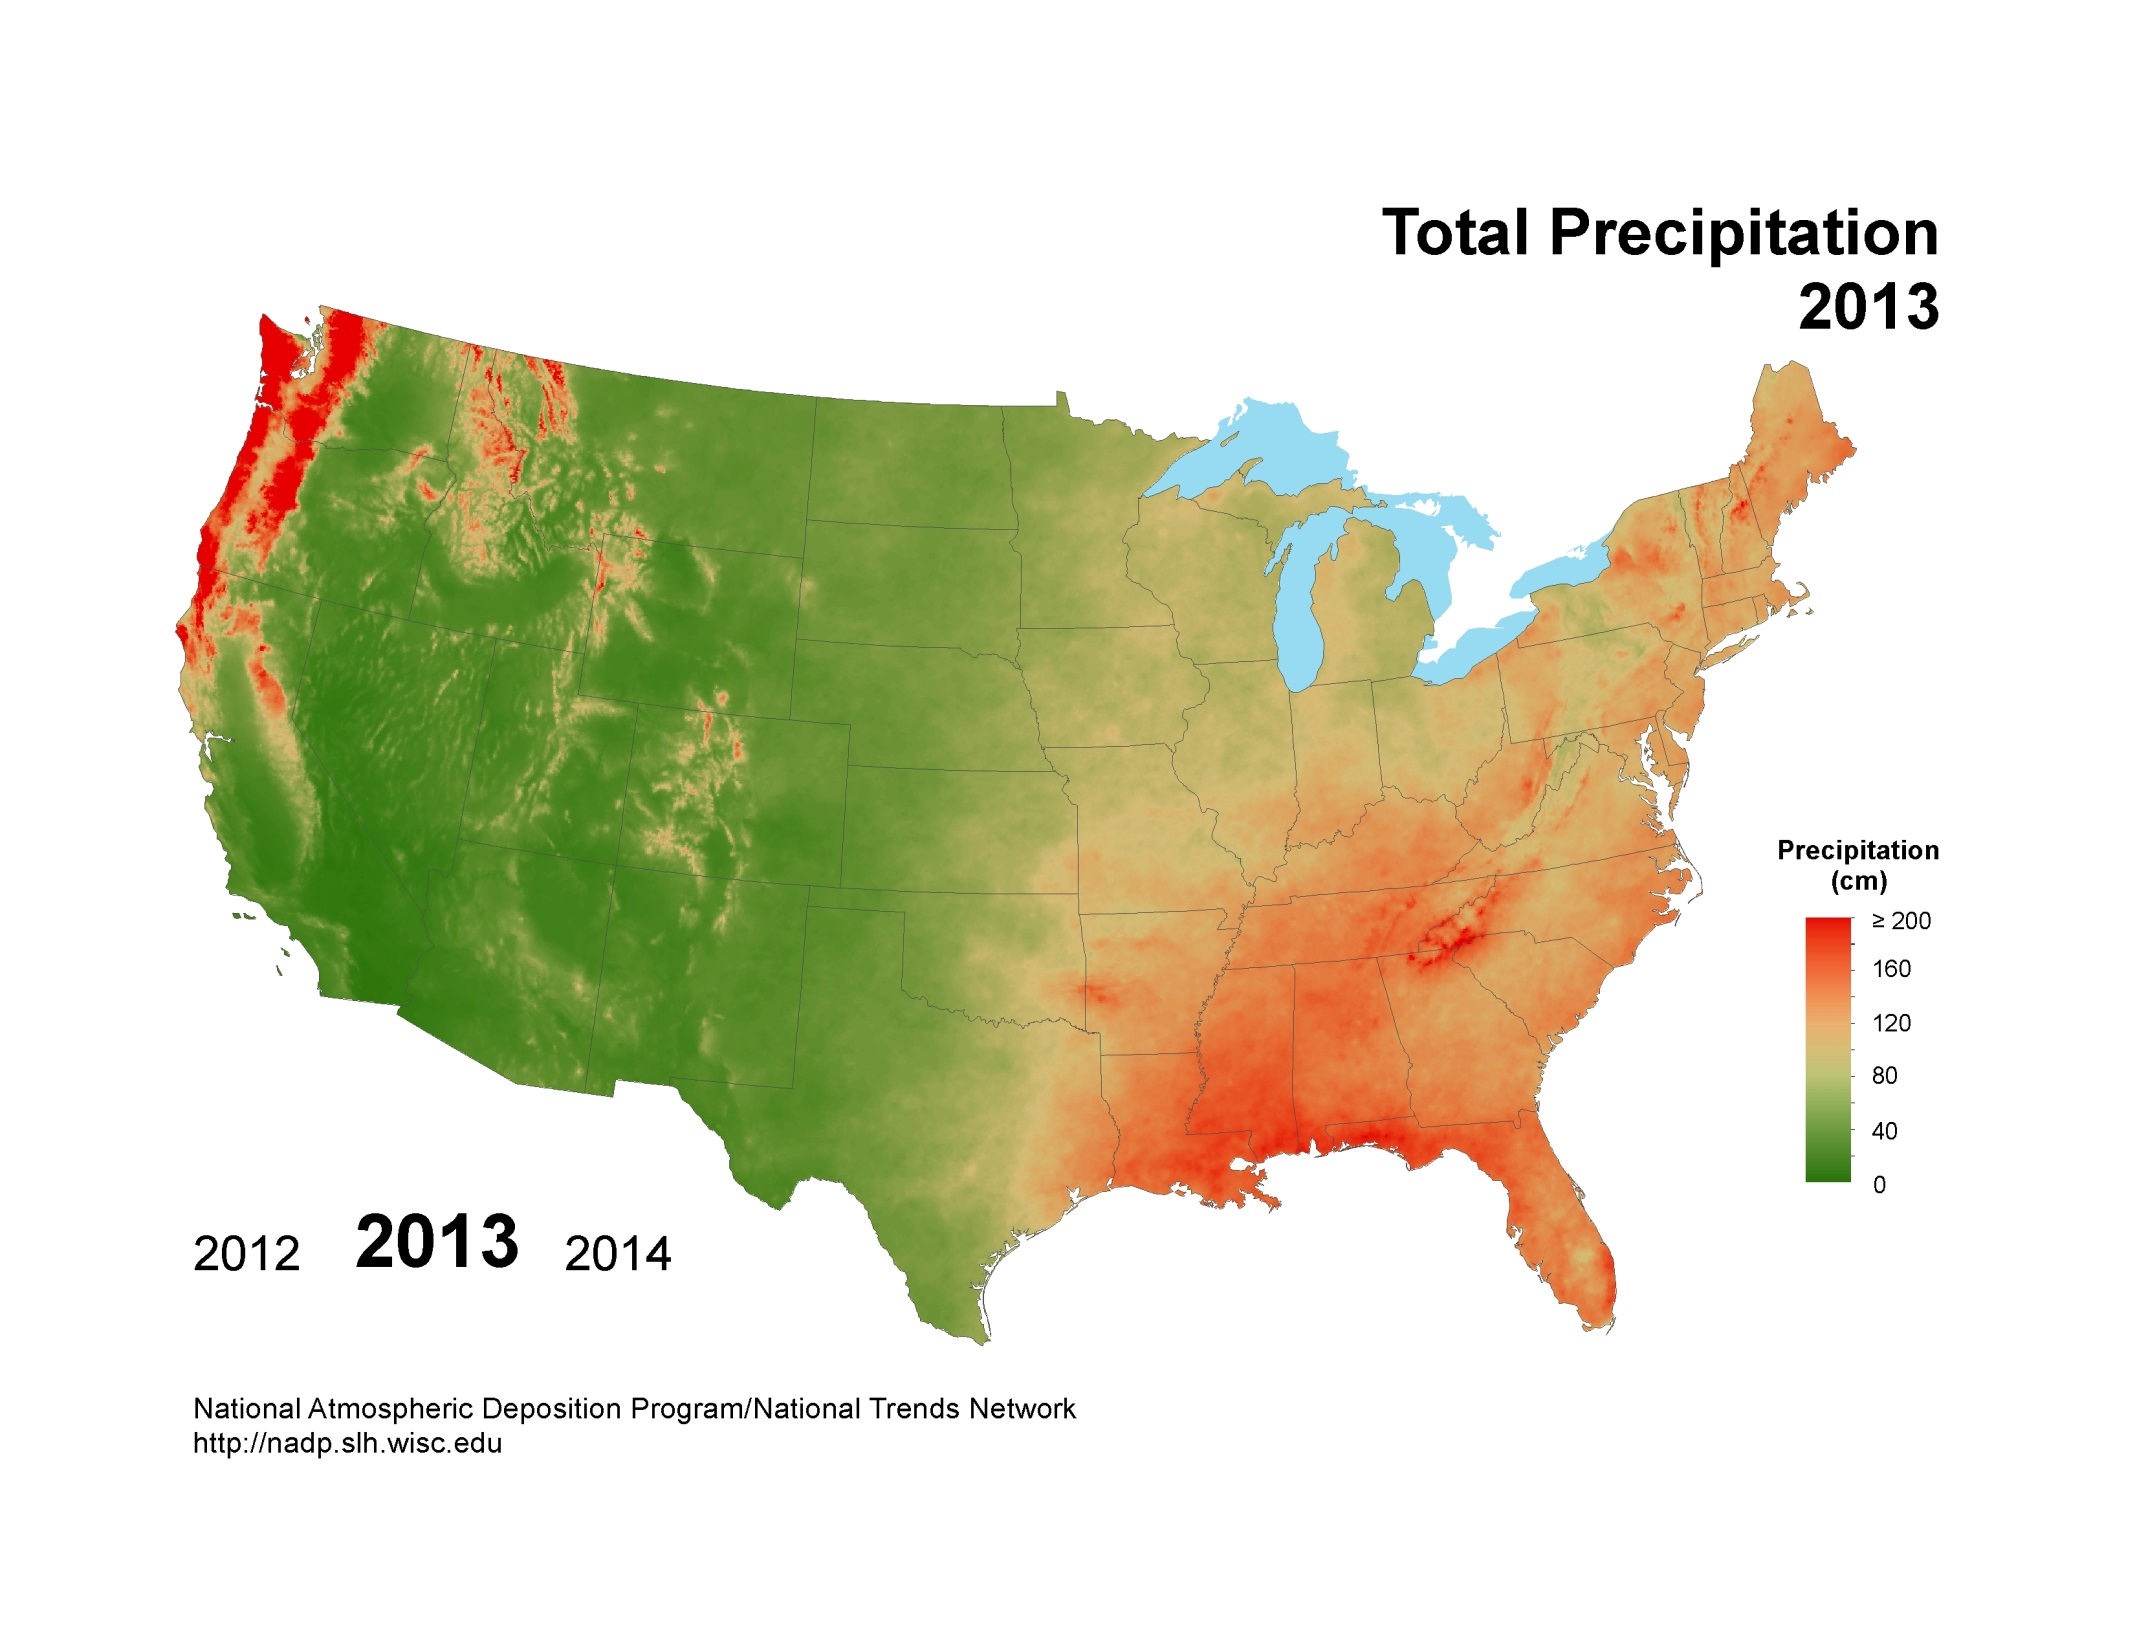 Total Precipitation
2013
Precipitation
(cm)
≥ 200
160
120
80
40
0
2012 2013 2014
National Atmospheric Deposition Program/National Trends Network
http://nadp.slh.wisc.edu